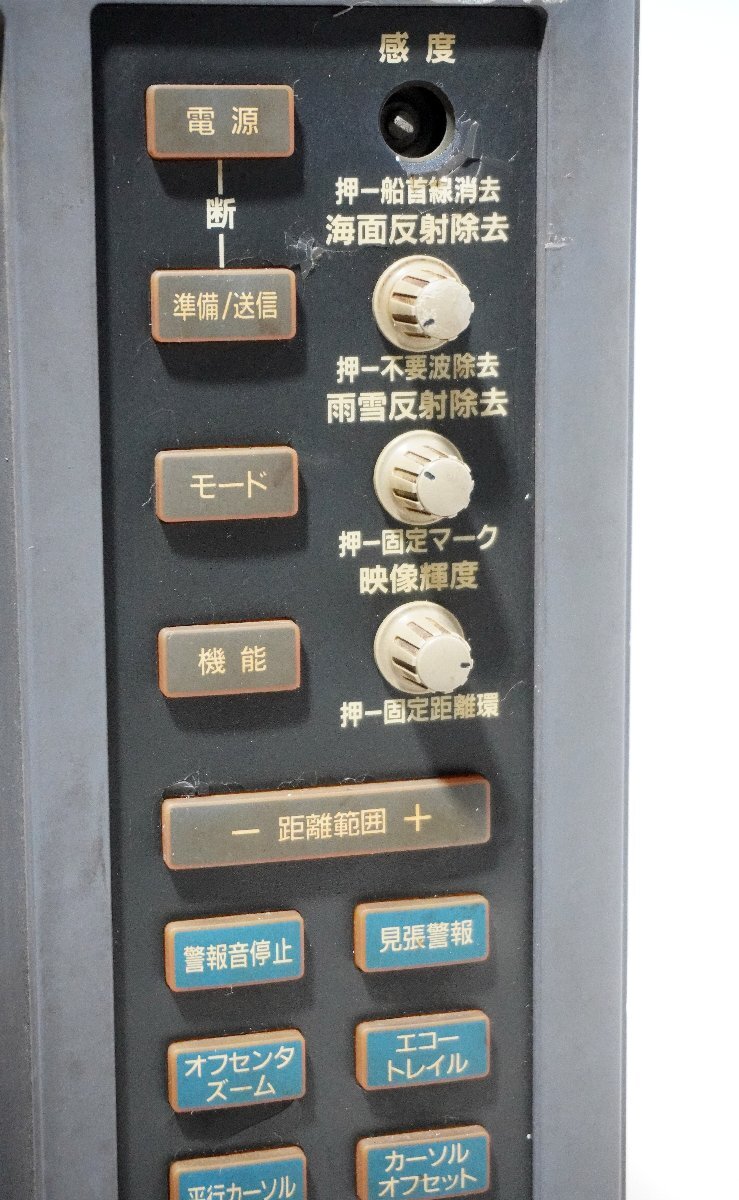 感度
電源
断
押ー船首線消去
海面反射除去
準備/送信
押ー不要波除去
雨雪反射除去
モード
押ー固定マーク
映像輝度
機能
押ー固定距離環
－ 距離範囲 ＋
警報音停止
見張警報
オフセンタ
ズーム
エコー
トレイル
平行カーソル
カーソル
オフセット